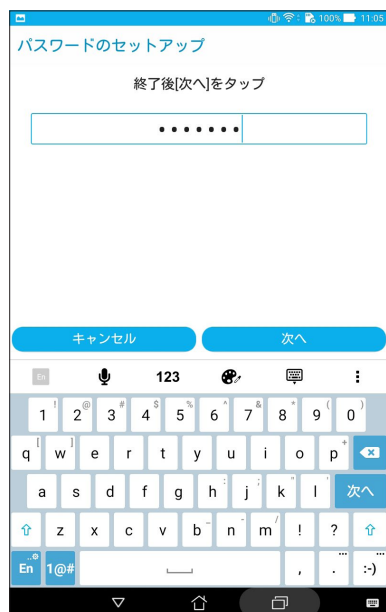 100% 11:05
パスワードのセットアップ
終了後[次へ]をタップ
•••••••
キャンセル 次へ
En 123
1 ! 2 @ 3 # 4 $ 5 % 6 ^ 7 & 8 * 9 ( 0 )
q [ w ] e r t y u i o p +
a s d f g h : j ; k " l ' 次へ
z x c v b _ n - m / ! ?
En 1@# , . ... :-) ...